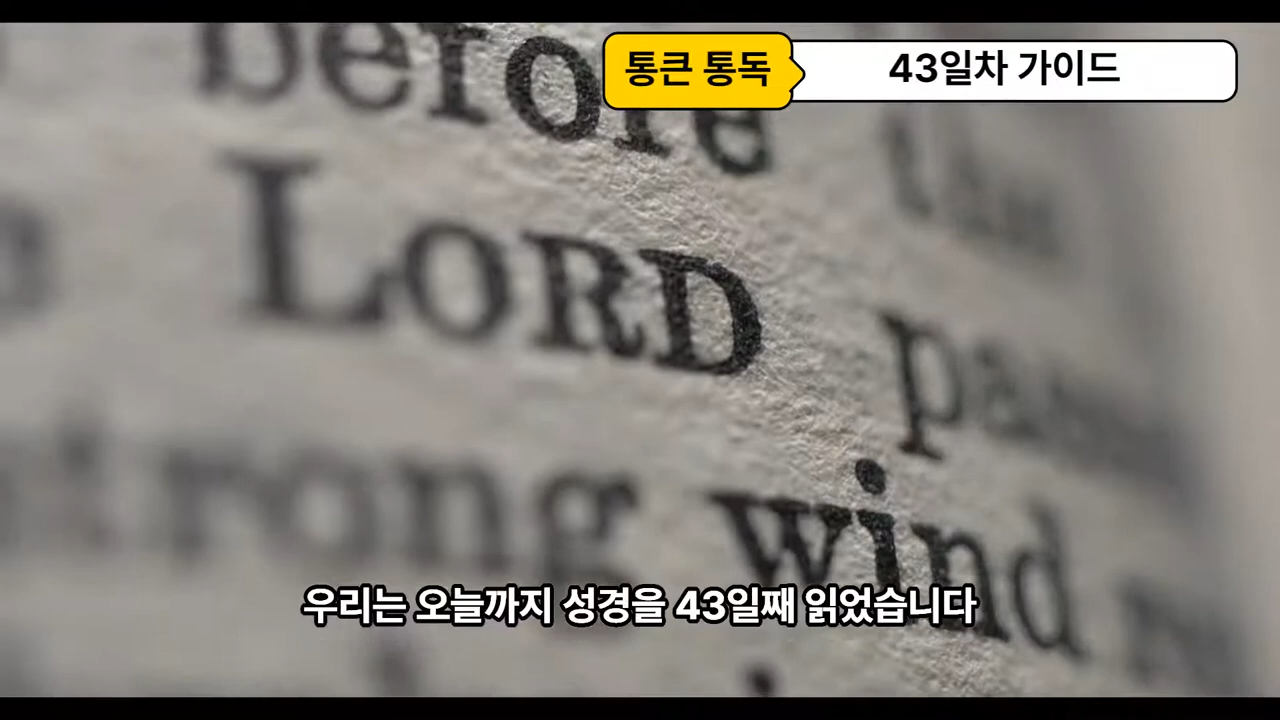 before
통큰 통독
43일차 가이드
LORD
strong wind
우리는 오늘까지 성경을 43일째 읽었습니다